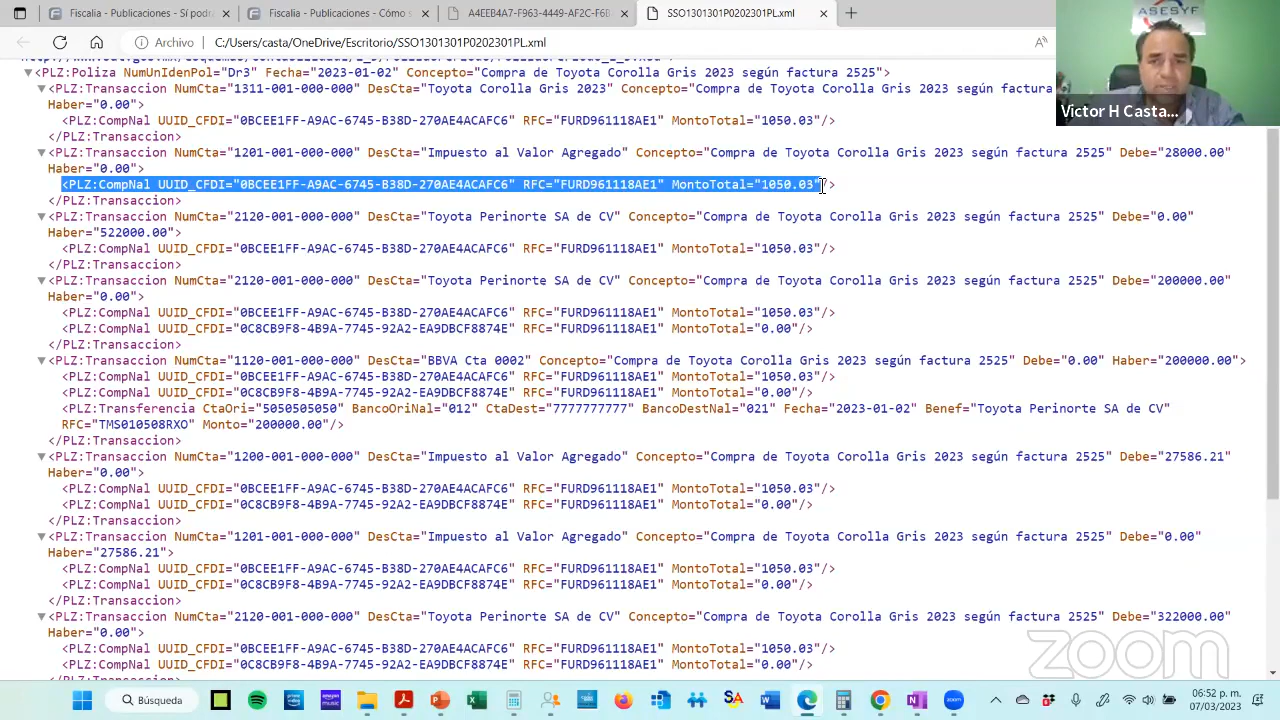 Fiscalia - Publicaciones - Sí poda
Fiscalia - Publicaciones - Cómo s
A4EEB4A7-F963-4449-AF2C-F6B
SSO1301301P0202301PL.xml
Archivo
C:/Users/casta/OneDrive/Escritorio/SSO1301301P0202301PL.xml
ASESYF
Victor H Casta...
<PLZ:Poliza NumUnIdenPol="Dr3" Fecha="2023-01-02" Concepto="Compra de Toyota Corolla Gris 2023 según factura 2525">
<PLZ:Transaccion NumCta="1311-001-000-000" DesCta="Toyota Corolla Gris 2023" Concepto="Compra de Toyota Corolla Gris 2023 según factura
Haber="0.00">
<PLZ:CompNal UUID_CFDI="0BCEE1FF-A9AC-6745-B38D-270AE4ACAFC6" RFC="FURD961118AE1" MontoTotal="1050.03"/>
</PLZ:Transaccion>
<PLZ:Transaccion NumCta="1201-001-000-000" DesCta="Impuesto al Valor Agregado" Concepto="Compra de Toyota Corolla Gris 2023 según factura 2525" Debe="28000.00"
Haber="0.00">
<PLZ:CompNal UUID_CFDI="0BCEE1FF-A9AC-6745-B38D-270AE4ACAFC6" RFC="FURD961118AE1" MontoTotal="1050.03"/>
</PLZ:Transaccion>
<PLZ:Transaccion NumCta="2120-001-000-000" DesCta="Toyota Perinorte SA de CV" Concepto="Compra de Toyota Corolla Gris 2023 según factura 2525" Debe="0.00"
Haber="522000.00">
<PLZ:CompNal UUID_CFDI="0BCEE1FF-A9AC-6745-B38D-270AE4ACAFC6" RFC="FURD961118AE1" MontoTotal="1050.03"/>
</PLZ:Transaccion>
<PLZ:Transaccion NumCta="2120-001-000-000" DesCta="Toyota Perinorte SA de CV" Concepto="Compra de Toyota Corolla Gris 2023 según factura 2525" Debe="200000.00"
Haber="0.00">
<PLZ:CompNal UUID_CFDI="0BCEE1FF-A9AC-6745-B38D-270AE4ACAFC6" RFC="FURD961118AE1" MontoTotal="1050.03"/>
<PLZ:CompNal UUID_CFDI="0C8CB9F8-4B9A-7745-92A2-EA9DBCF8874E" RFC="FURD961118AE1" MontoTotal="0.00"/>
</PLZ:Transaccion>
<PLZ:Transaccion NumCta="1120-001-000-000" DesCta="BBVA Cta 0002" Concepto="Compra de Toyota Corolla Gris 2023 según factura 2525" Debe="0.00" Haber="200000.00">
<PLZ:CompNal UUID_CFDI="0BCEE1FF-A9AC-6745-B38D-270AE4ACAFC6" RFC="FURD961118AE1" MontoTotal="1050.03"/>
<PLZ:CompNal UUID_CFDI="0C8CB9F8-4B9A-7745-92A2-EA9DBCF8874E" RFC="FURD961118AE1" MontoTotal="0.00"/>
<PLZ:Transferencia CtaOri="5050505050" BancoOriNal="012" CtaDest="7777777777" BancoDestNal="021" Fecha="2023-01-02" Benef="Toyota Perinorte SA de CV"
RFC="TMS010508RXO" Monto="200000.00"/>
</PLZ:Transaccion>
<PLZ:Transaccion NumCta="1200-001-000-000" DesCta="Impuesto al Valor Agregado" Concepto="Compra de Toyota Corolla Gris 2023 según factura 2525" Debe="27586.21"
Haber="0.00">
<PLZ:CompNal UUID_CFDI="0BCEE1FF-A9AC-6745-B38D-270AE4ACAFC6" RFC="FURD961118AE1" MontoTotal="1050.03"/>
<PLZ:CompNal UUID_CFDI="0C8CB9F8-4B9A-7745-92A2-EA9DBCF8874E" RFC="FURD961118AE1" MontoTotal="0.00"/>
</PLZ:Transaccion>
<PLZ:Transaccion NumCta="1201-001-000-000" DesCta="Impuesto al Valor Agregado" Concepto="Compra de Toyota Corolla Gris 2023 según factura 2525" Debe="0.00"
Haber="27586.21">
<PLZ:CompNal UUID_CFDI="0BCEE1FF-A9AC-6745-B38D-270AE4ACAFC6" RFC="FURD961118AE1" MontoTotal="1050.03"/>
<PLZ:CompNal UUID_CFDI="0C8CB9F8-4B9A-7745-92A2-EA9DBCF8874E" RFC="FURD961118AE1" MontoTotal="0.00"/>
</PLZ:Transaccion>
<PLZ:Transaccion NumCta="2120-001-000-000" DesCta="Toyota Perinorte SA de CV" Concepto="Compra de Toyota Corolla Gris 2023 según factura 2525" Debe="322000.00"
Haber="0.00">
<PLZ:CompNal UUID_CFDI="0BCEE1FF-A9AC-6745-B38D-270AE4ACAFC6" RFC="FURD961118AE1" MontoTotal="1050.03"/>
<PLZ:CompNal UUID_CFDI="0C8CB9F8-4B9A-7745-92A2-EA9DBCF8874E" RFC="FURD961118AE1" MontoTotal="0.00"/>
zoom
Búsqueda
06:52 p. m.
07/03/2023